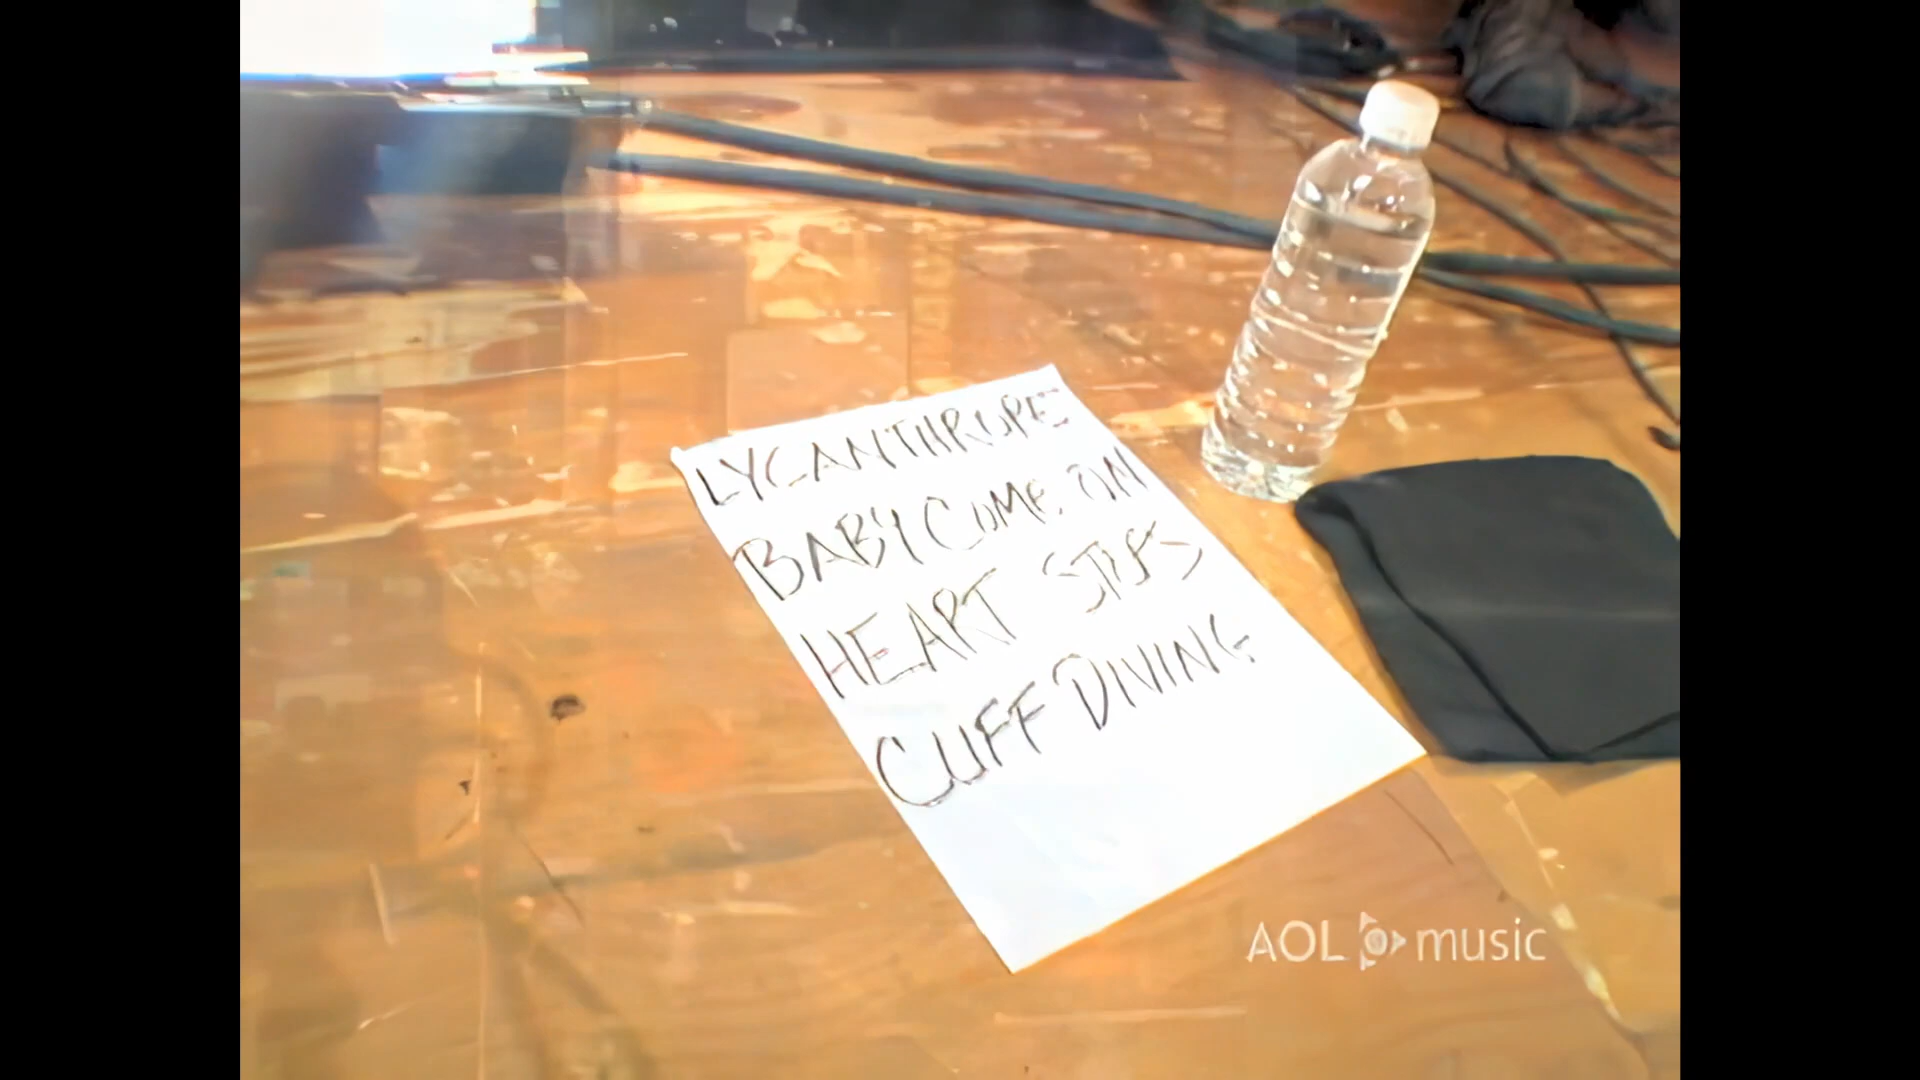 LYCANTHROPE
BABY COME ON
HEART STOPS
CLIFF DIVING
AOL music